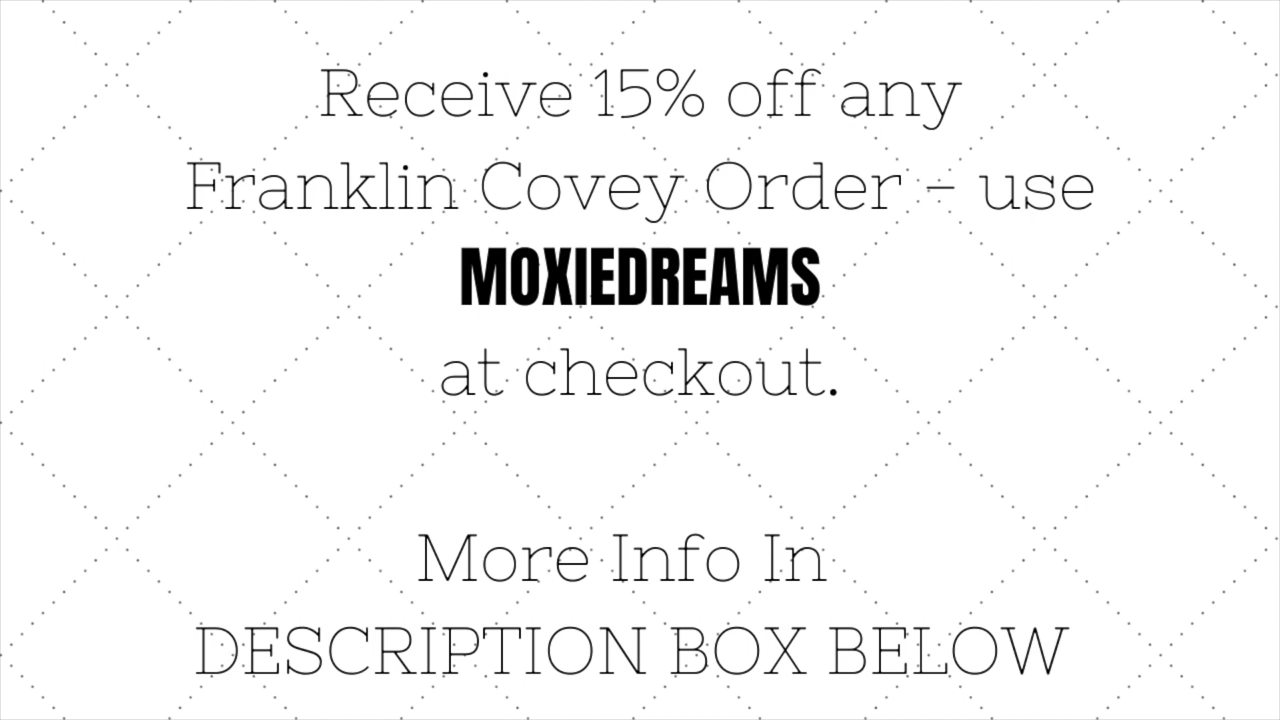 Receive 15% off any
Franklin Covey Order - use
MOXIEDREAMS
at checkout.
More Info In
DESCRIPTION BOX BELOW